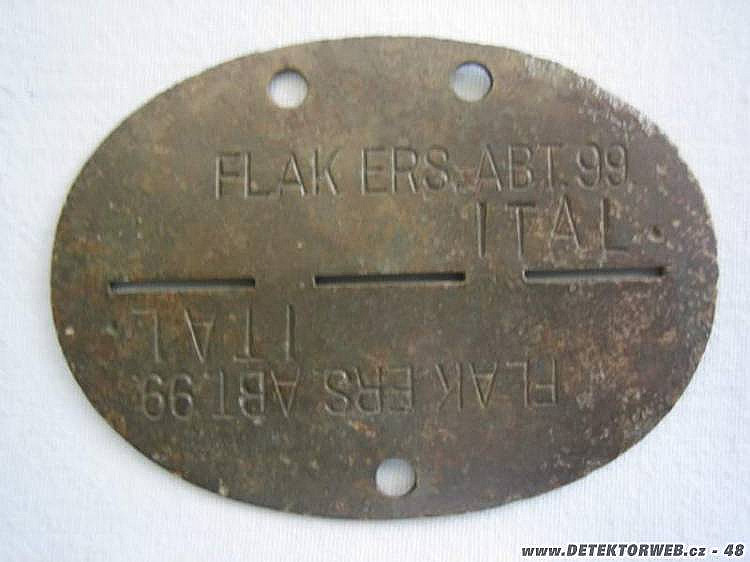 FLAK ERS. ABT. 99
ITAL.
ITAL.
FLAK ERS. ABT. 99
www.DETEKTORWEB.cz - 48